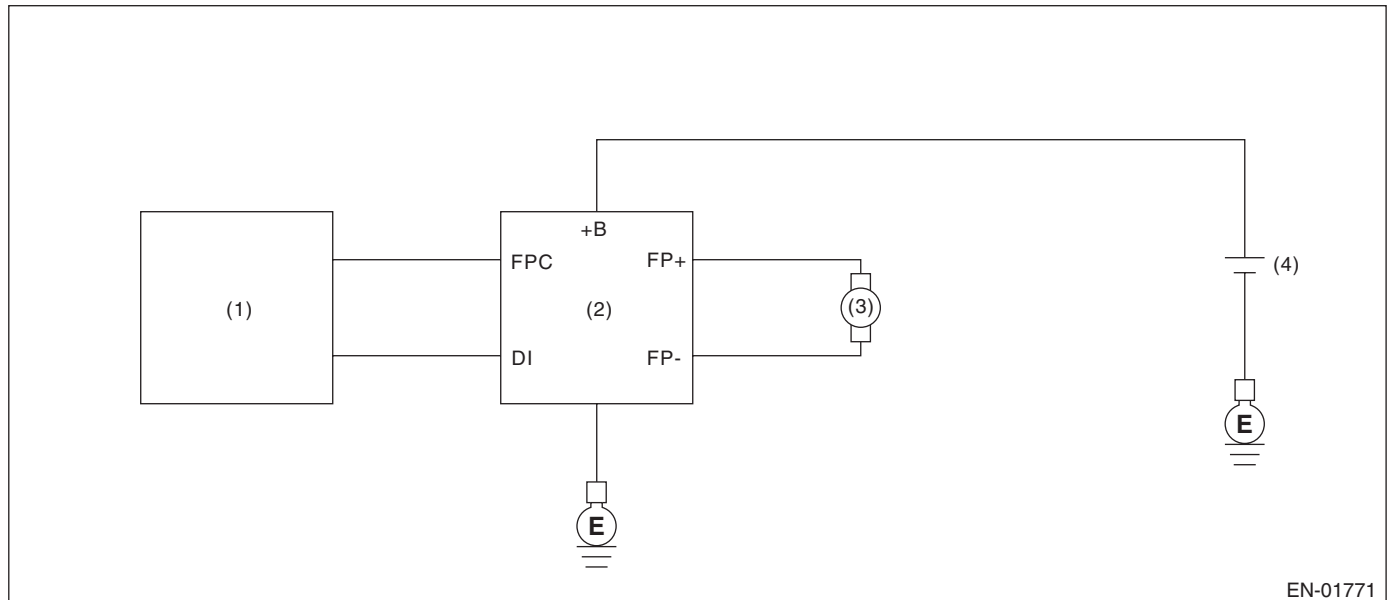 +B
FPC
FP+
(1)
(2)
(3)
(4)
DI
FP-
E
E
EN-01771